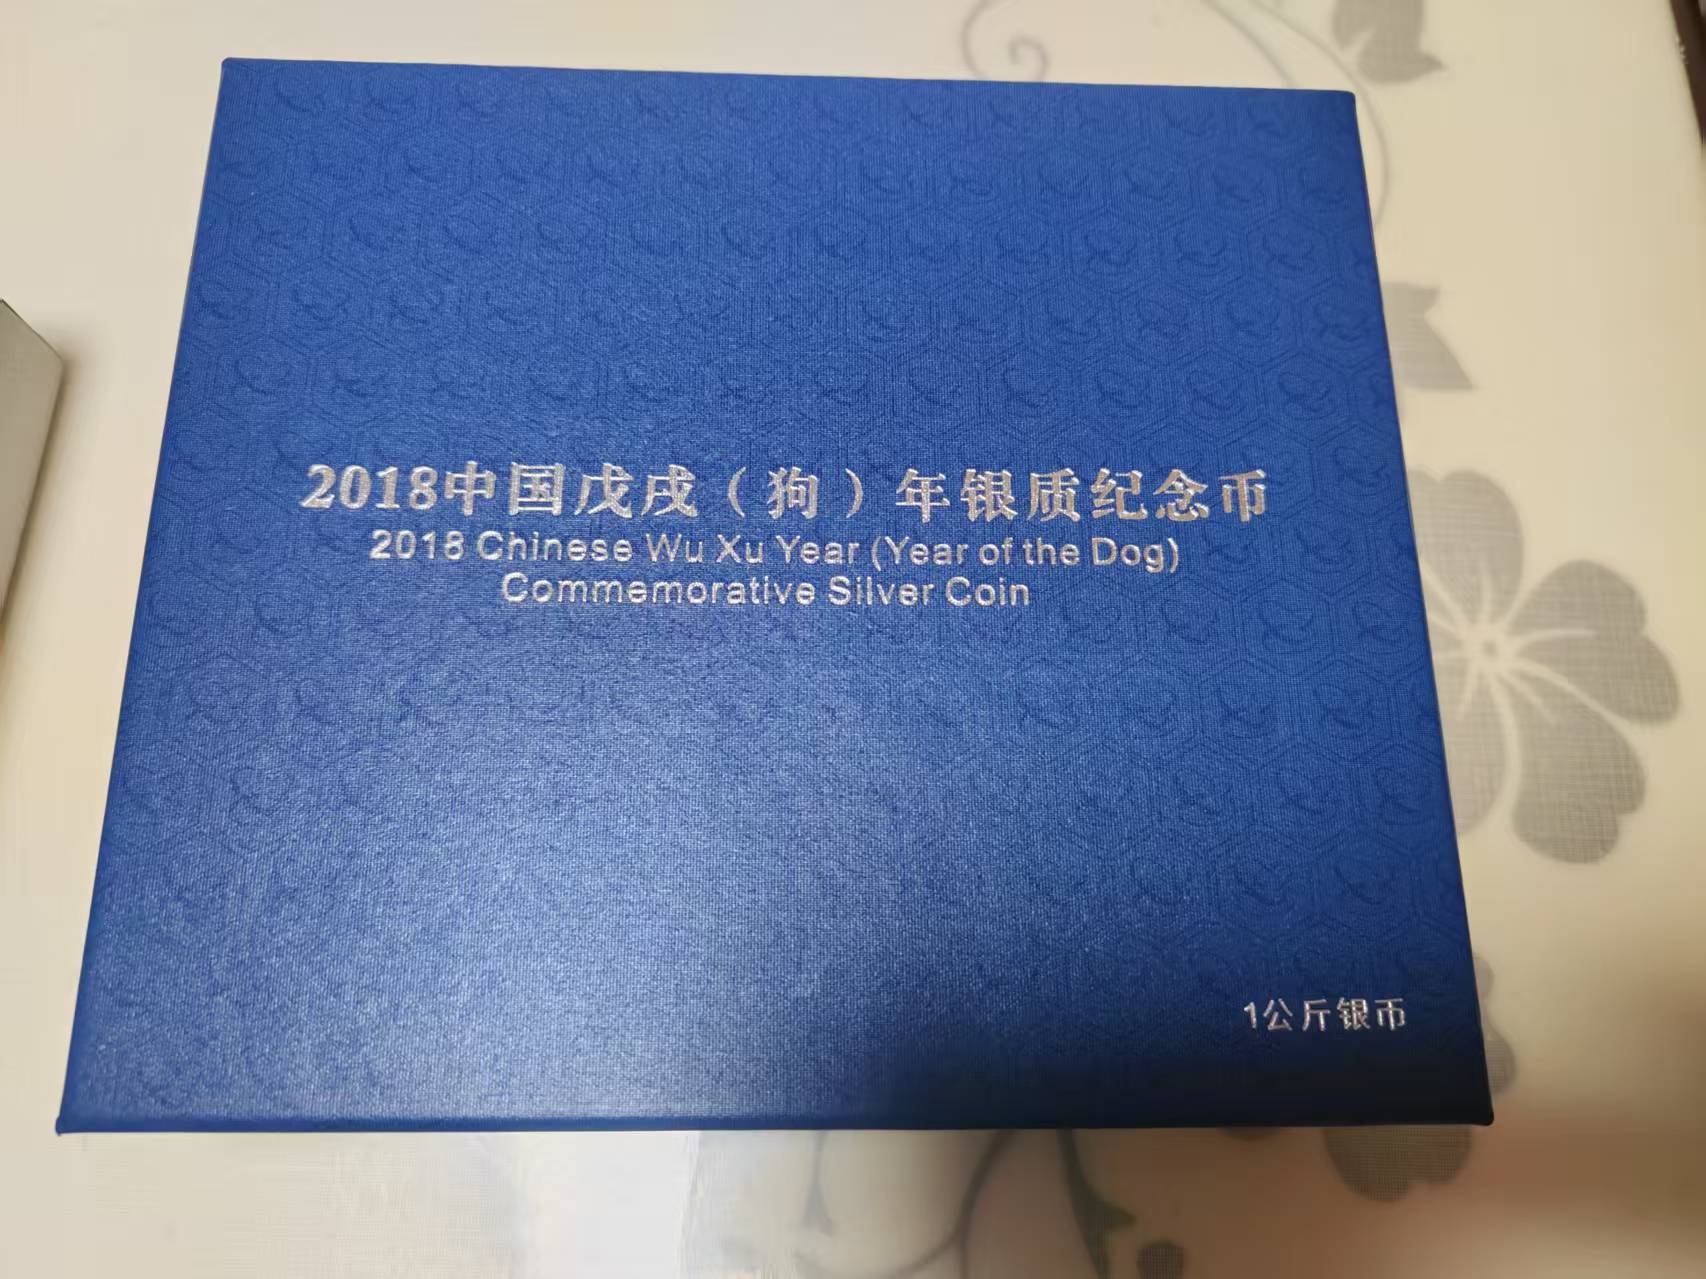 2018中国戊戌（狗）年银质纪念币
2018 Chinese Wu Xu Year (Year of the Dog)
Commemorative Silver Coin
1公斤银币